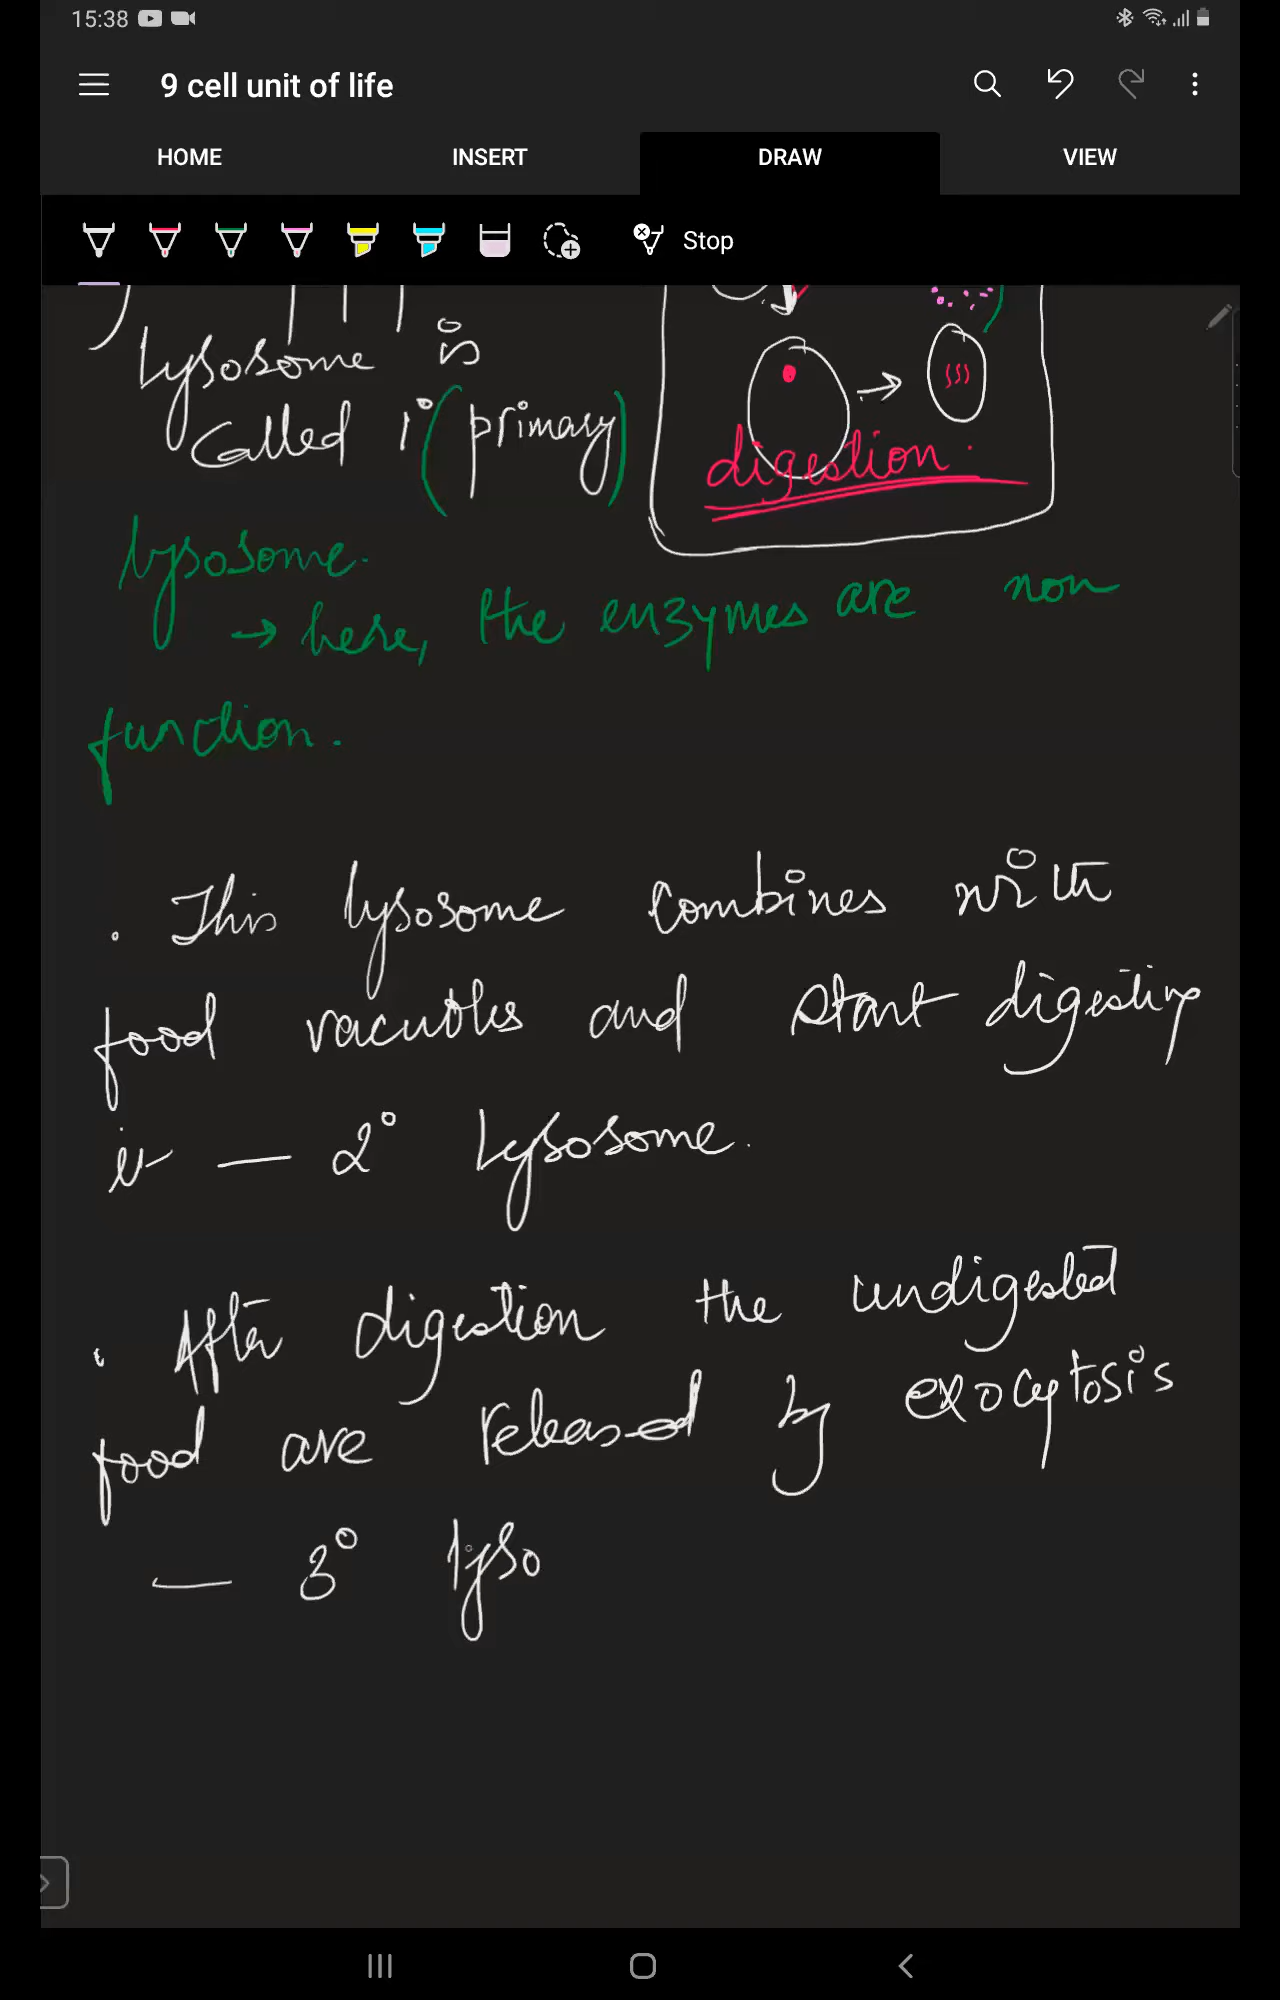 15:38
9 cell unit of life
HOME INSERT DRAW VIEW
Stop
lysosome is
called 1° (primary)
digestion.
lysosome.
→ here, the enzymes are non
function.
. This lysosome combines with
food vacuoles and start digesting
it — 2° Lysosome.
. After digestion the undigested
food are released by exocytosis
— 3° lyso